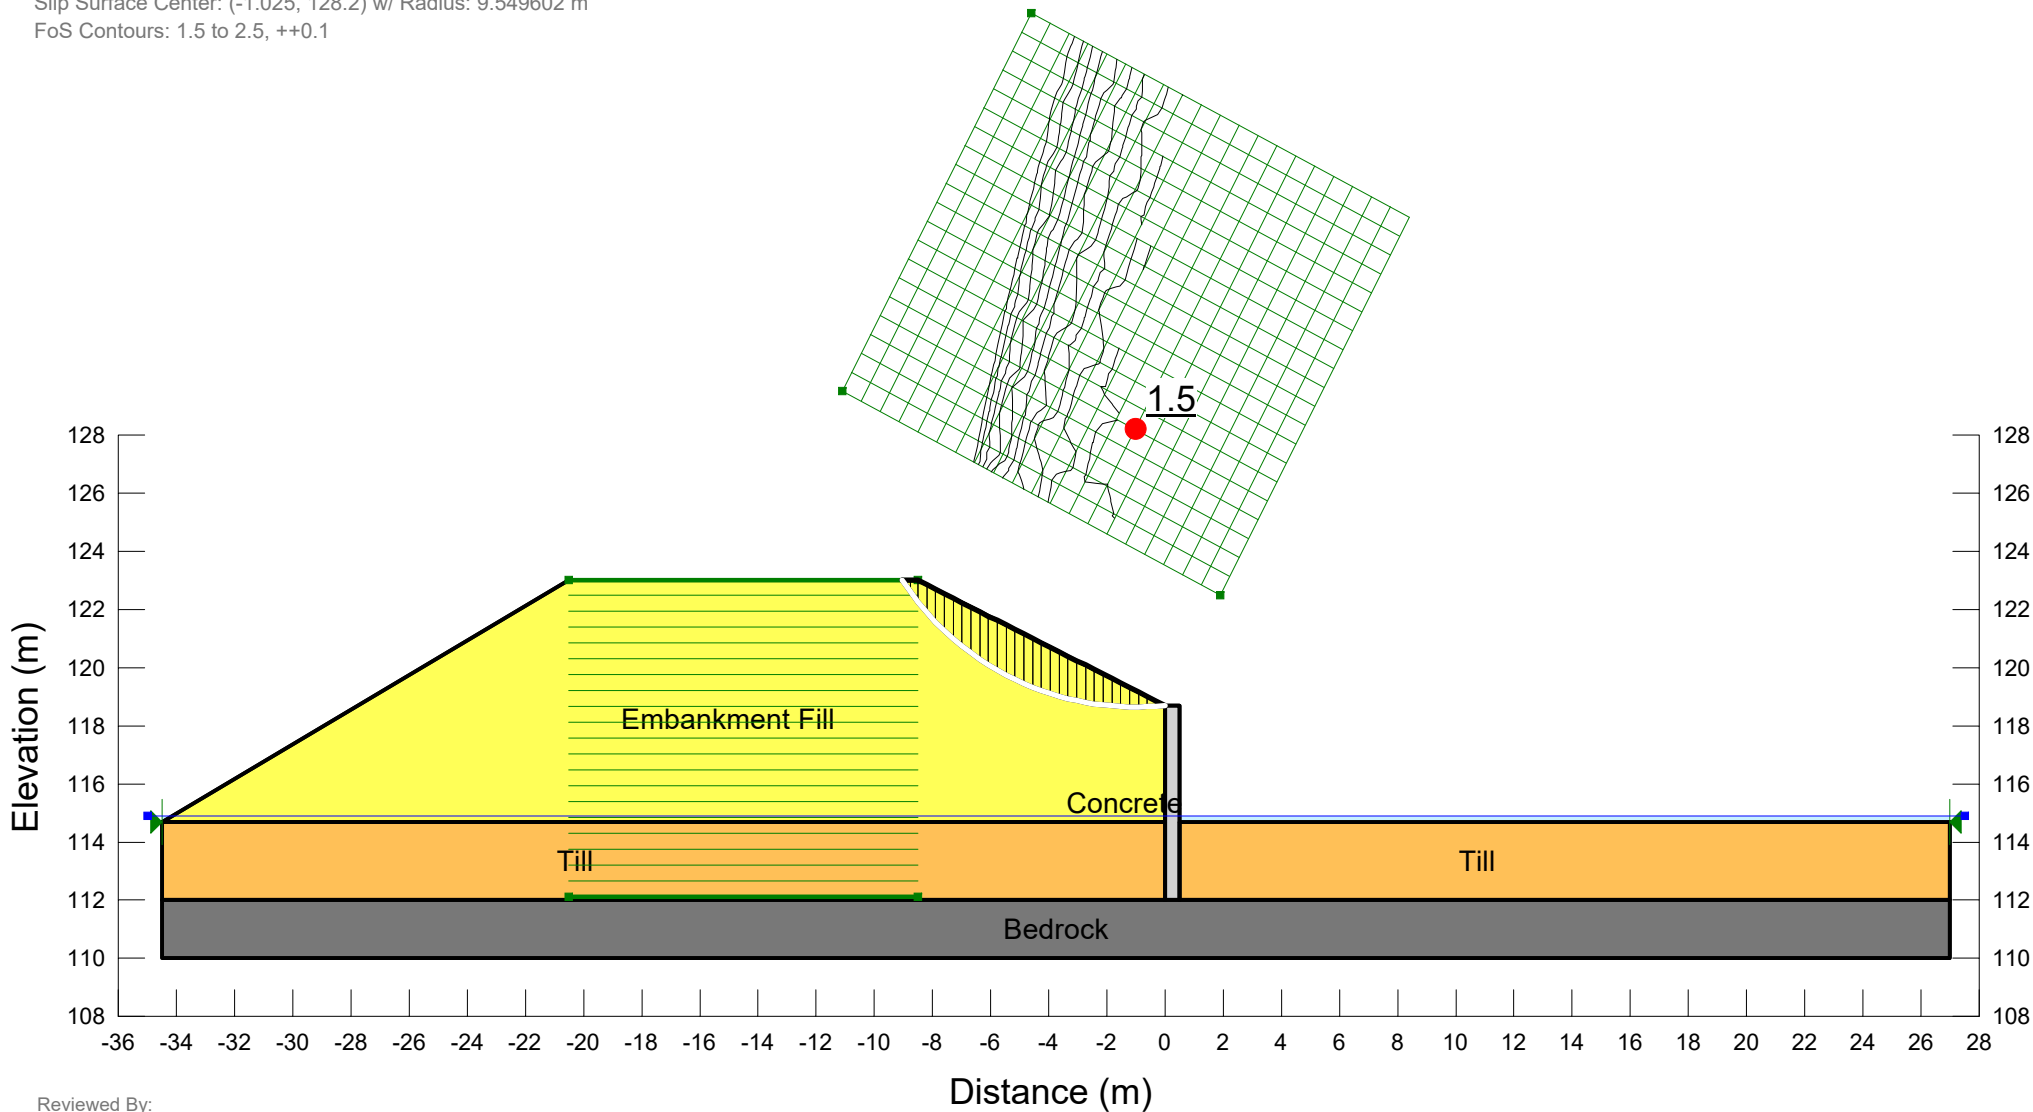 Slip Surface Center: (-1.025, 128.2) w/ Radius: 9.549602 m
FoS Contours: 1.5 to 2.5, ++0.1
1.5
128 128
126 126
124 124
122 122
120 120
118 118
116 116
114 114
112 112
110 110
108 108
Elevation (m)
Embankment Fill
Concrete
Till Till
Bedrock
-36 -34 -32 -30 -28 -26 -24 -22 -20 -18 -16 -14 -12 -10 -8 -6 -4 -2 0 2 4 6 8 10 12 14 16 18 20 22 24 26 28
Distance (m)
Reviewed By: